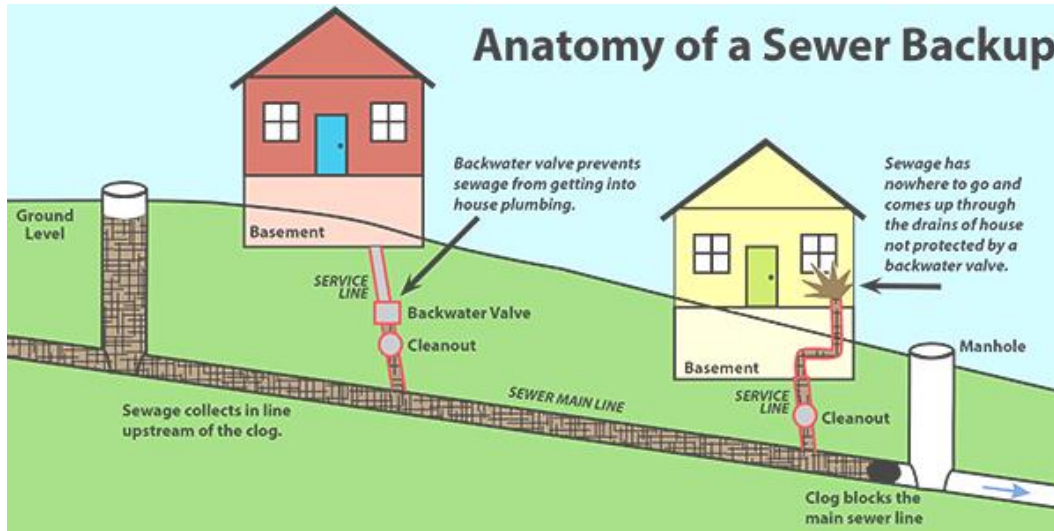 Anatomy of a Sewer Backup
Backwater valve prevents
sewage from getting into
house plumbing.
Sewage has
nowhere to go and
comes up through
the drains of house
not protected by a
backwater valve.
Ground
Level
Basement
SERVICE
LINE
Backwater Valve
Cleanout
Manhole
Basement
SERVICE
LINE
Cleanout
SEWER MAIN LINE
Sewage collects in line
upstream of the clog.
Clog blocks the
main sewer line